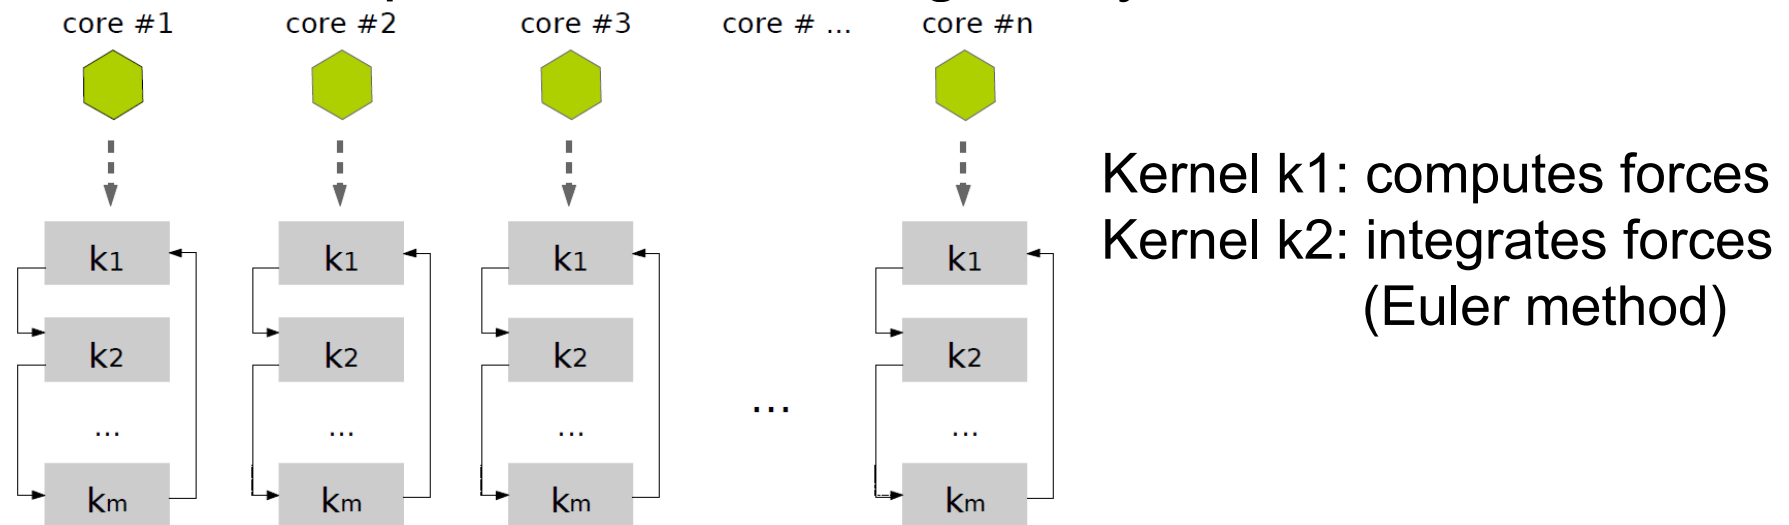 core #1 core #2 core #3 core # ... core #n
k1 k1 k1 k1
k2 k2 k2 k2
...
... ... ... ...
km km km km
Kernel k1: computes forces
Kernel k2: integrates forces
(Euler method)